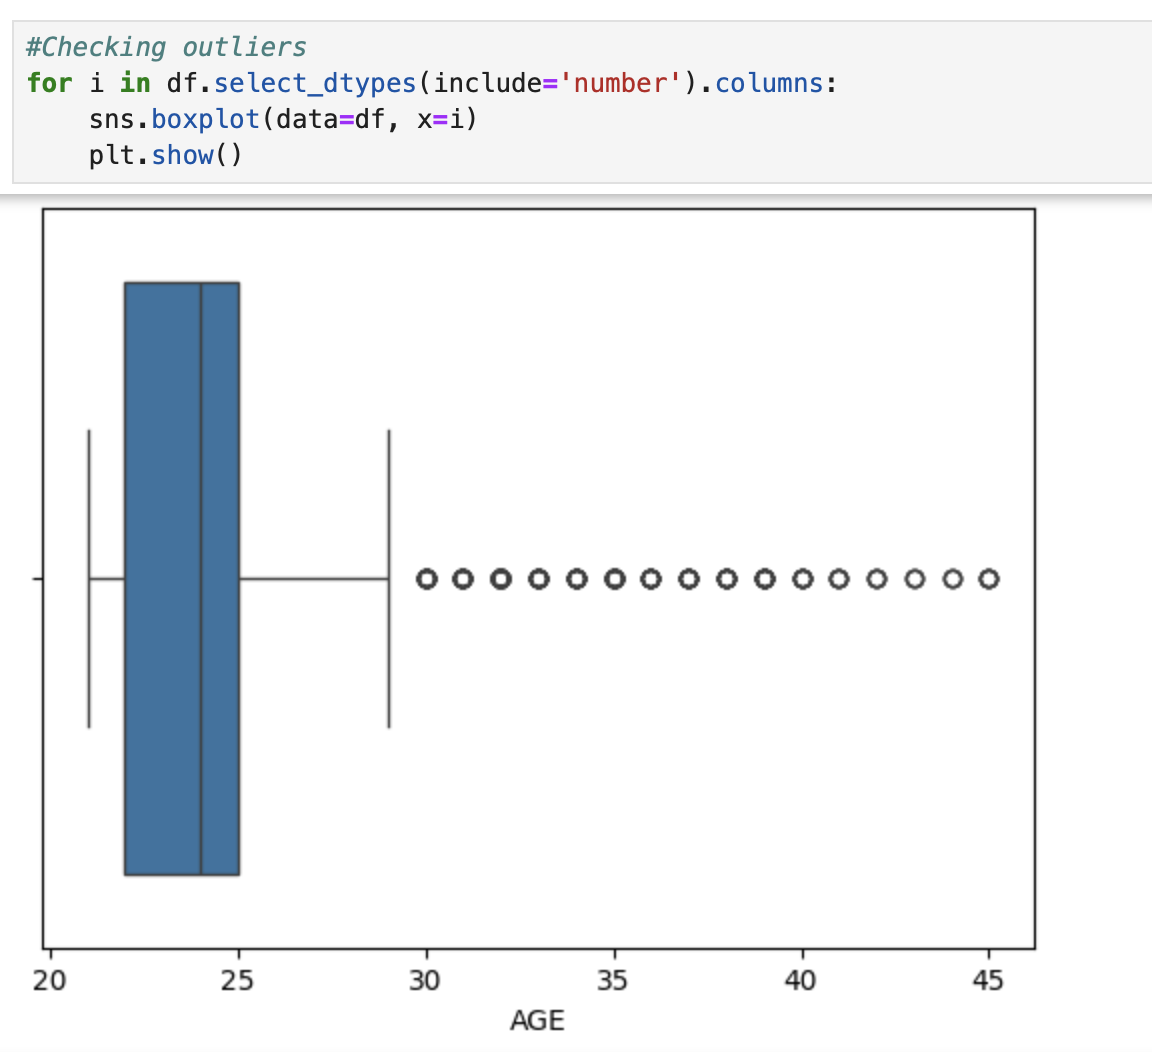 #Checking outliers
for i in df.select_dtypes(include='number').columns:
    sns.boxplot(data=df, x=i)
    plt.show()
20 25 30 35 40 45
AGE